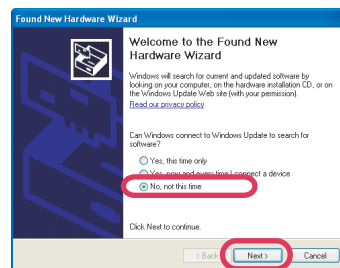 Found New Hardware Wizard
Welcome to the Found New
Hardware Wizard
Windows will search for current and updated software by
looking on your computer, on the hardware installation CD, or on
the Windows Update Web site (with your permission).
Read our privacy policy
Can Windows connect to Windows Update to search for
software?
Yes, this time only
Yes, now and every time I connect a device
No, not this time
Click Next to continue.
< Back
Next >
Cancel